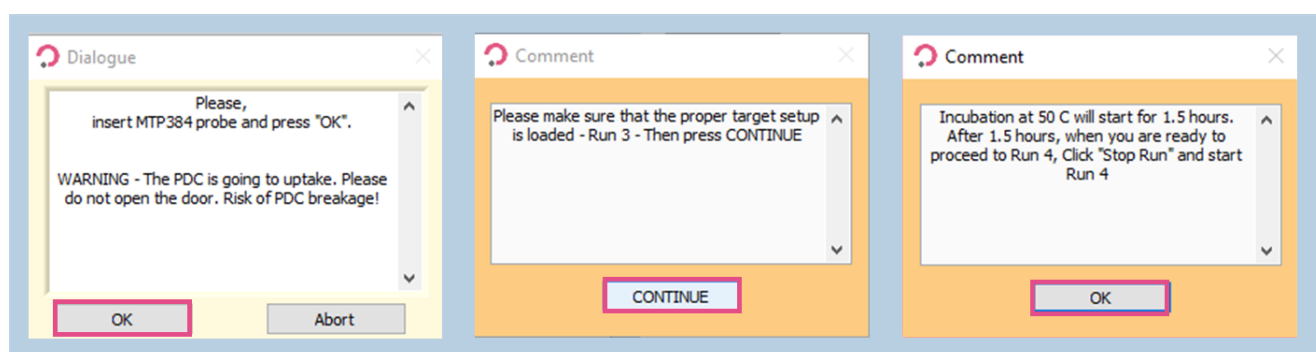 Dialogue
Please,
insert MTP384 probe and press "OK".
WARNING - The PDC is going to uptake. Please
do not open the door. Risk of PDC breakage!
OK
Abort
Comment
Please make sure that the proper target setup
is loaded - Run 3 - Then press CONTINUE
CONTINUE
Comment
Incubation at 50 C will start for 1.5 hours.
After 1.5 hours, when you are ready to
proceed to Run 4, Click "Stop Run" and start
Run 4
OK